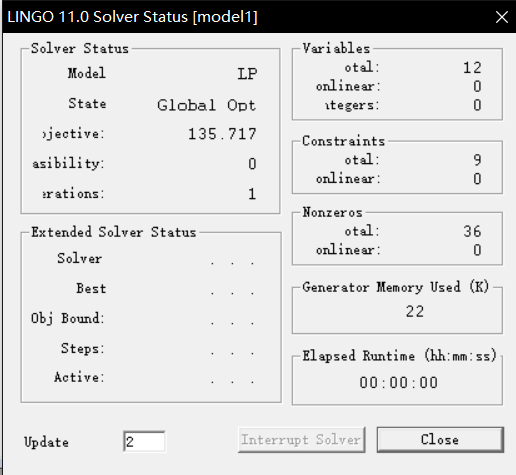 LINGO 11.0 Solver Status [model1]
Solver Status
Model LP
State Global Opt
jective: 135.717
asibility: 0
erations: 1
Extended Solver Status
Solver . . .
Best . . .
Obj Bound: . . .
Steps: . . .
Active: . . .
Variables
otal: 12
onlinear: 0
ntegers: 0
Constraints
otal: 9
onlinear: 0
Nonzeros
otal: 36
onlinear: 0
Generator Memory Used (K)
22
Elapsed Runtime (hh:mm:ss)
00:00:00
Update 2 Interrupt Solver Close